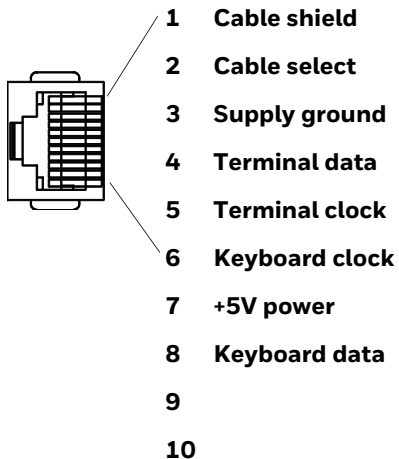 1 Cable shield
2 Cable select
3 Supply ground
4 Terminal data
5 Terminal clock
6 Keyboard clock
7 +5V power
8 Keyboard data
9
10